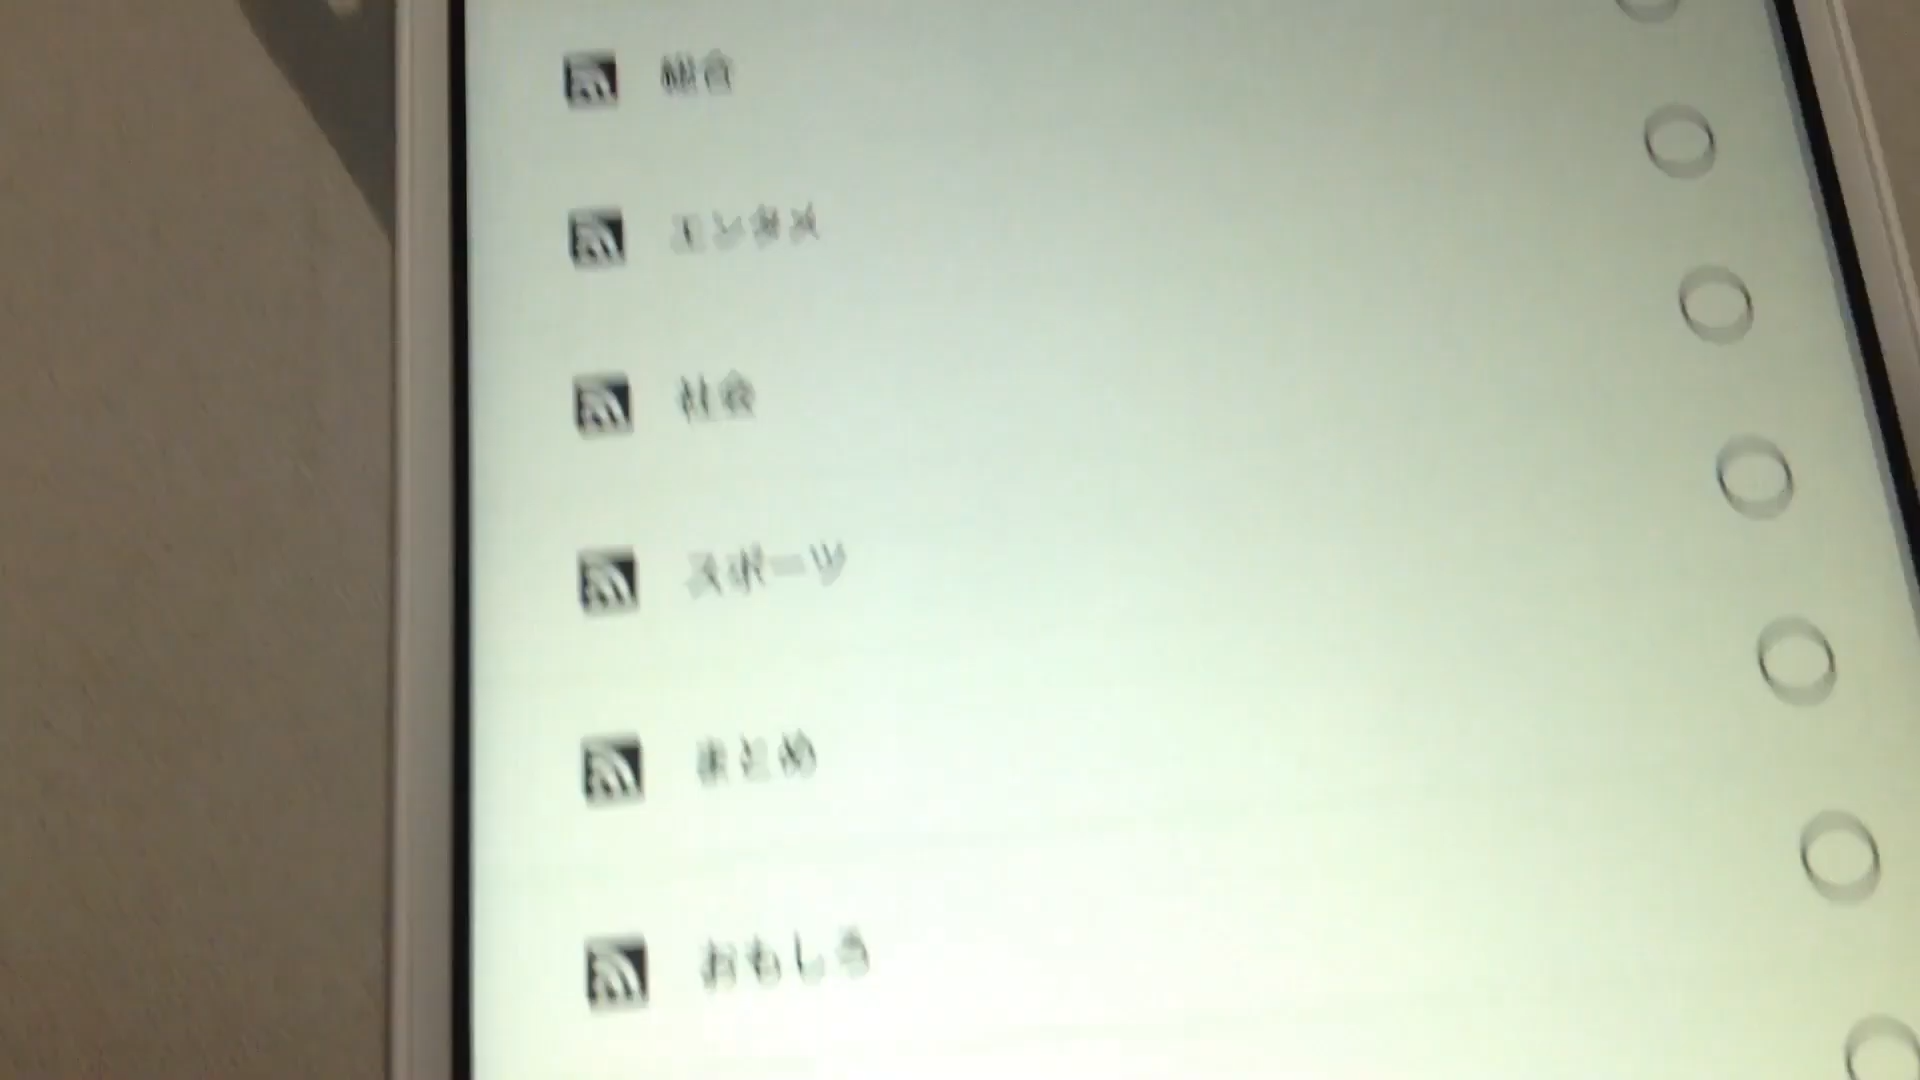 総合
エンタメ
社会
スポーツ
まとめ
おもしろ